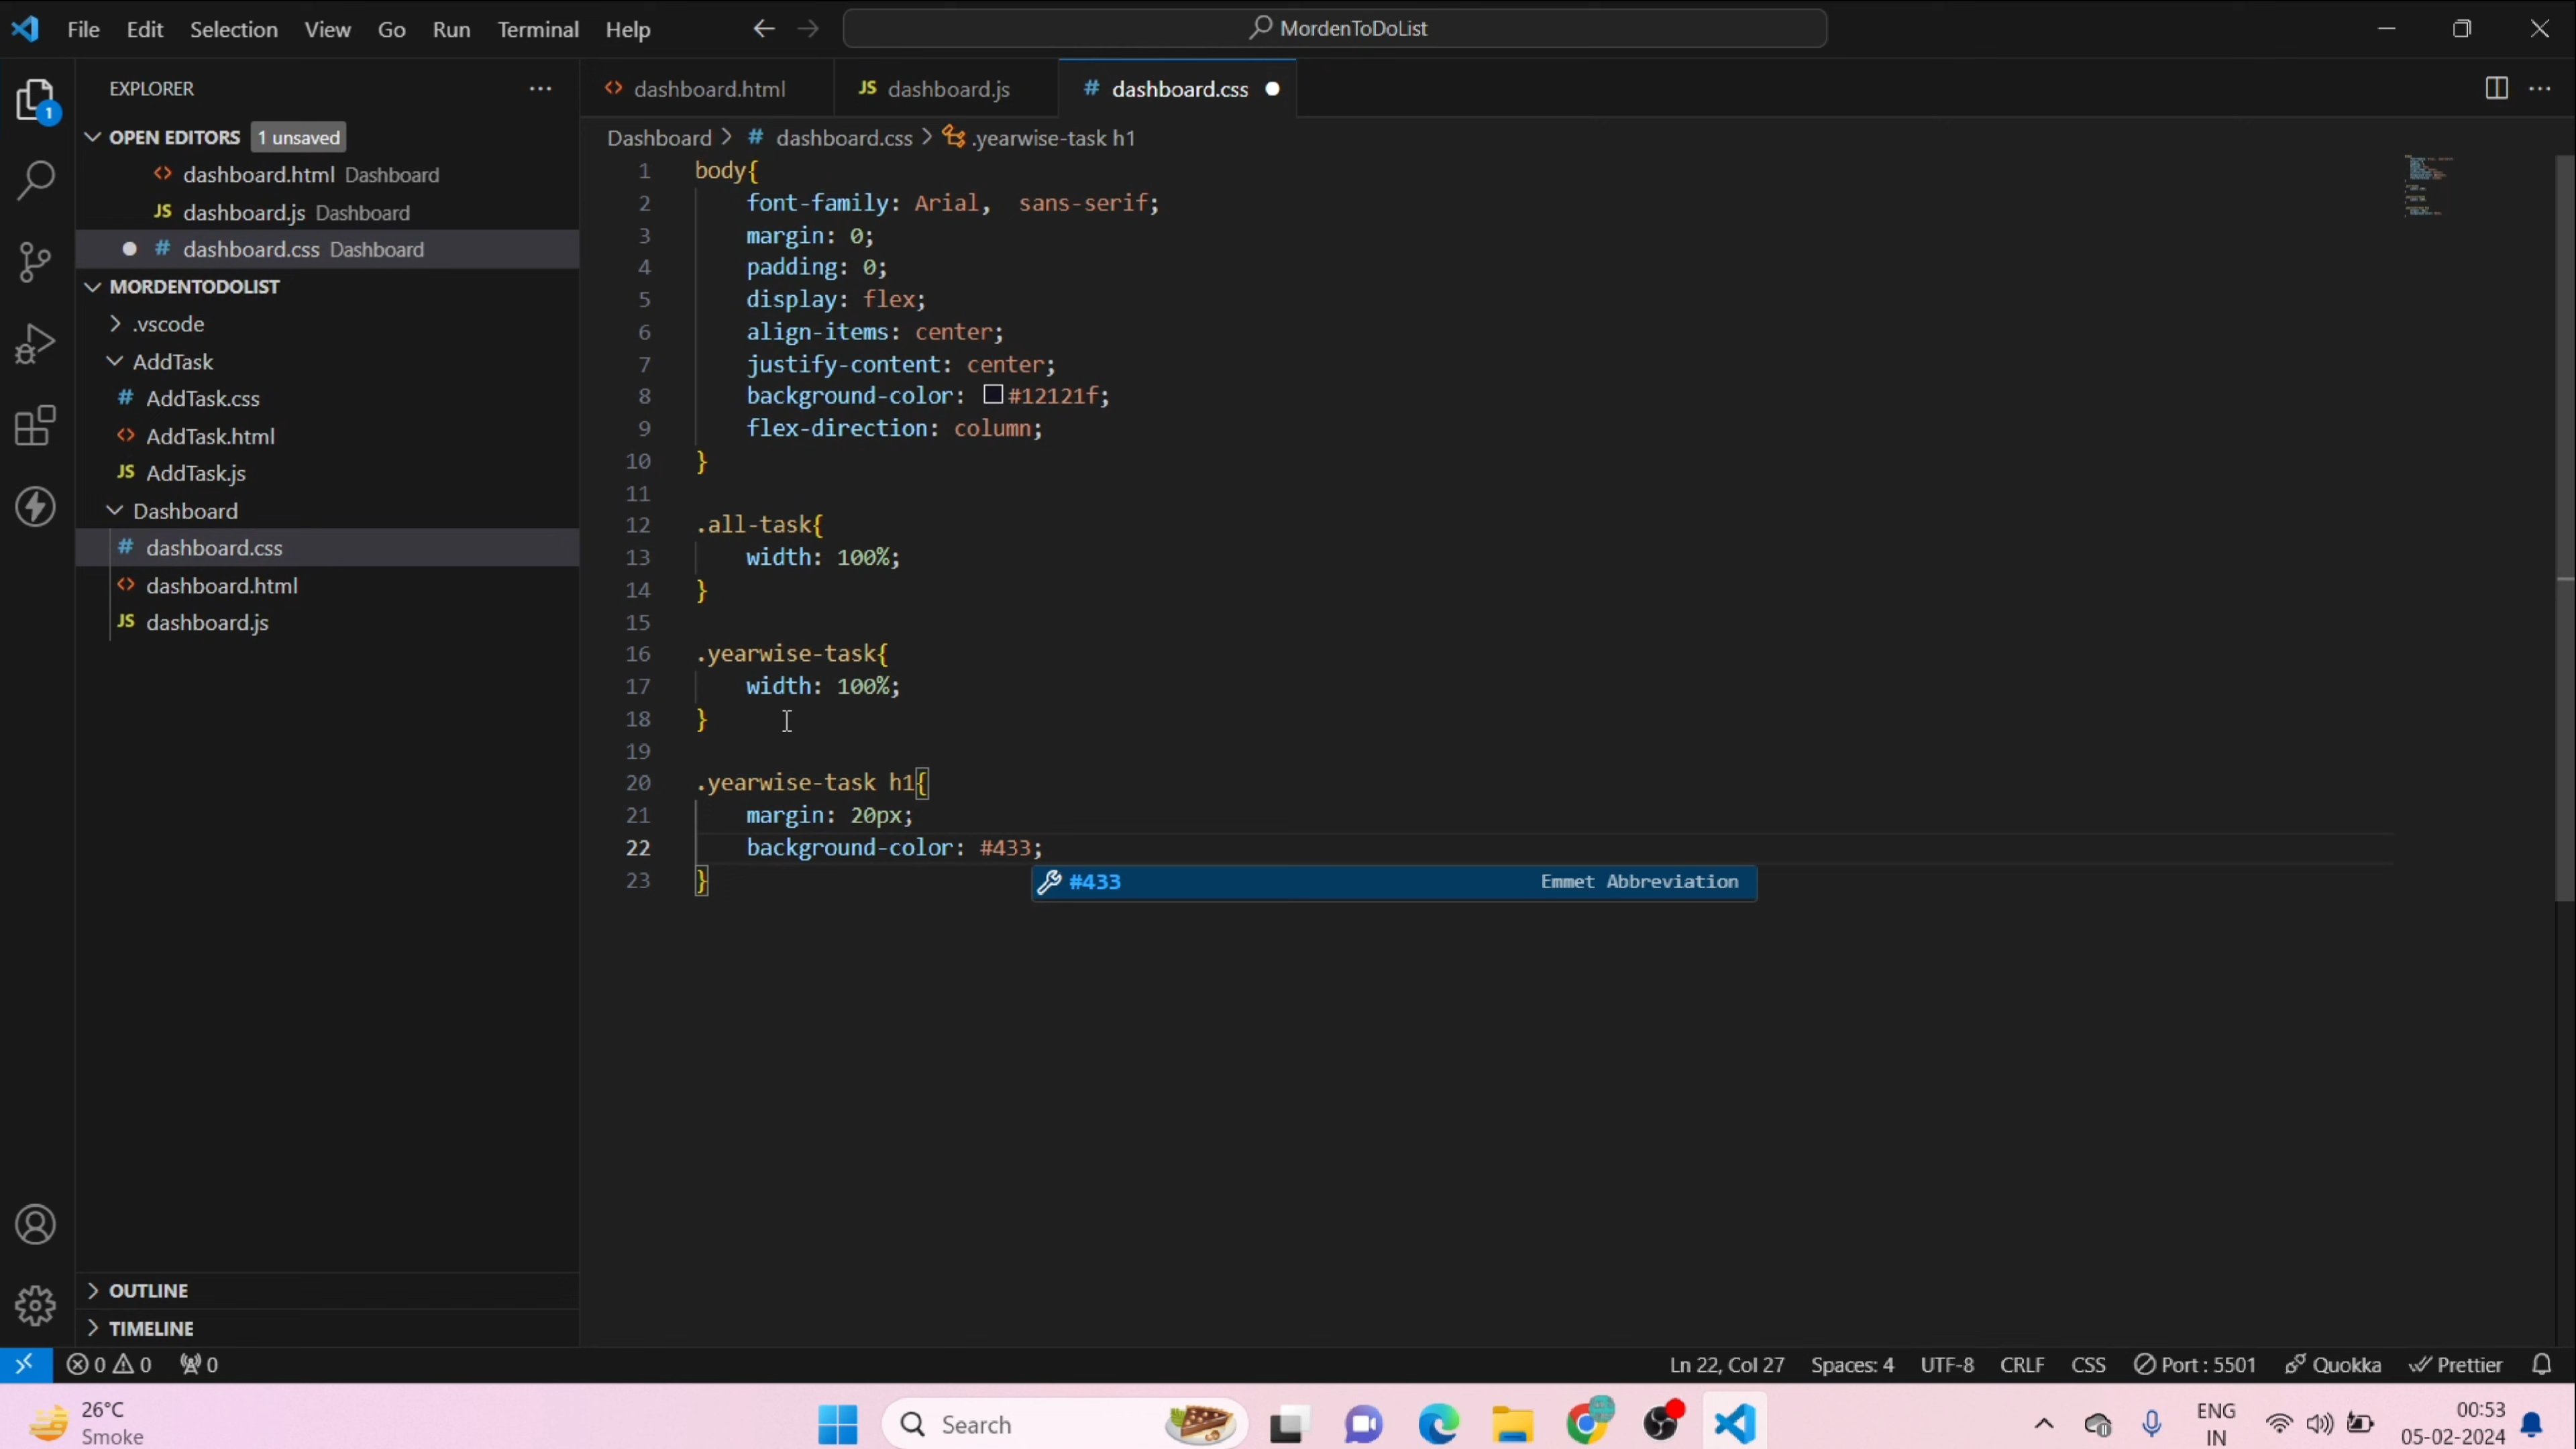 File Edit Selection View Go Run Terminal Help
MordenToDoList
EXPLORER
1
OPEN EDITORS 1 unsaved
<> dashboard.html Dashboard
JS dashboard.js Dashboard
# dashboard.css Dashboard
MORDENTODOLIST
.vscode
AddTask
# AddTask.css
<> AddTask.html
JS AddTask.js
Dashboard
# dashboard.css
<> dashboard.html
JS dashboard.js
OUTLINE
TIMELINE
<> dashboard.html JS dashboard.js # dashboard.css
Dashboard > # dashboard.css > .yearwise-task h1
1 body{
2 font-family: Arial, sans-serif;
3 margin: 0;
4 padding: 0;
5 display: flex;
6 align-items: center;
7 justify-content: center;
8 background-color: #12121f;
9 flex-direction: column;
10 }
11
12 .all-task{
13 width: 100%;
14 }
15
16 .yearwise-task{
17 width: 100%;
18 }
19
20 .yearwise-task h1{
21 margin: 20px;
22 background-color: #433;
23 }
#433 Emmet Abbreviation
0 0 0 Ln 22, Col 27 Spaces: 4 UTF-8 CRLF CSS Port : 5501 Quokka Prettier
26°C
Smoke
Search
ENG
IN
00:53
05-02-2024